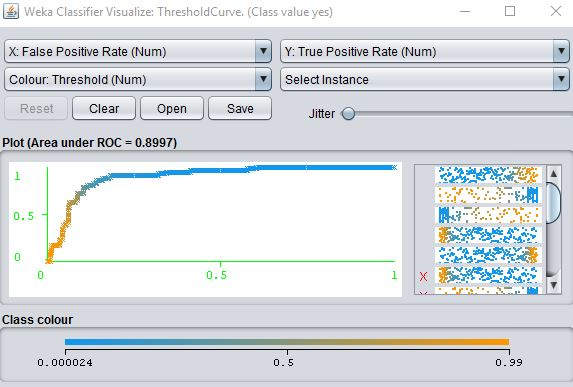 Weka Classifier Visualize: ThresholdCurve. (Class value yes)
X: False Positive Rate (Num) Y: True Positive Rate (Num)
Colour: Threshold (Num) Select Instance
Reset Clear Open Save Jitter
Plot (Area under ROC = 0.8997)
1
0.5
0
0 0.5 1
X
Class colour
0.000024 0.5 0.99